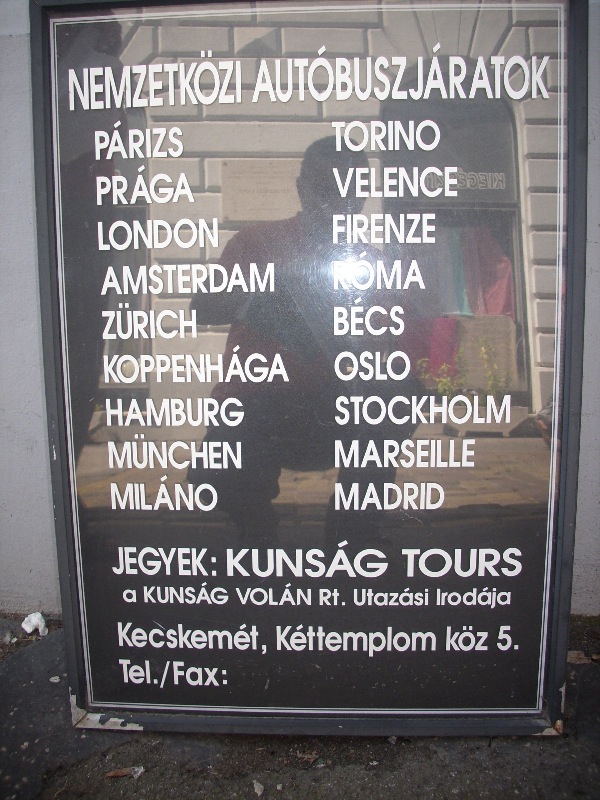 NEMZETKÖZI AUTÓBUSZJÁRATOK
PÁRIZS
PRÁGA
LONDON
AMSTERDAM
ZÜRICH
KOPPENHÁGA
HAMBURG
MÜNCHEN
MILÁNO
TORINO
VELENCE
FIRENZE
RÓMA
BÉCS
OSLO
STOCKHOLM
MARSEILLE
MADRID
JEGYEK: KUNSÁG TOURS
a KUNSÁG VOLÁN Rt. Utazási Irodája
Kecskemét, Kéttemplom köz 5.
Tel./Fax: